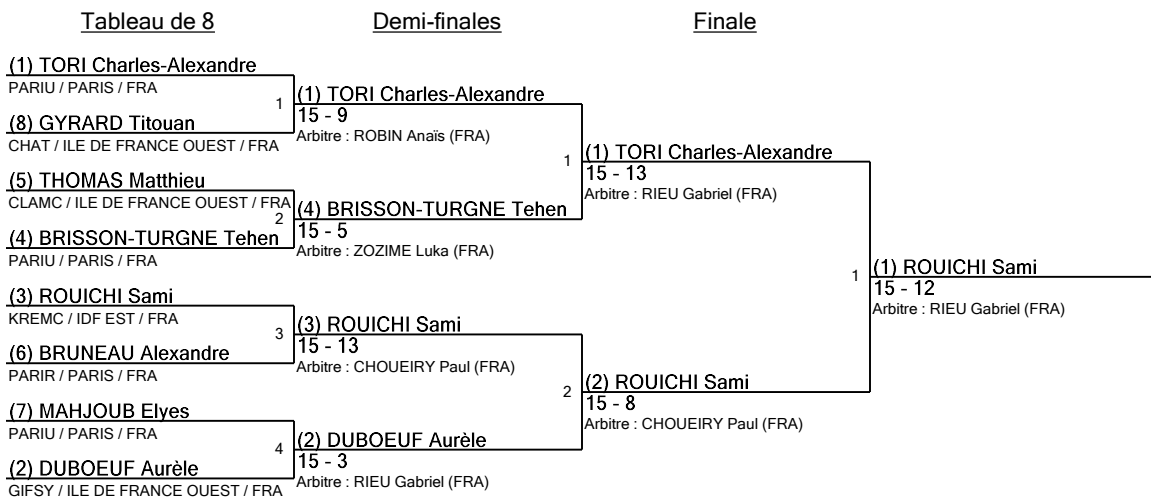 Tableau de 8
Demi-finales
Finale
(1) TORI Charles-Alexandre
PARIU / PARIS / FRA
1
(8) GYRARD Titouan
CHAT / ILE DE FRANCE OUEST / FRA
(1) TORI Charles-Alexandre
15 - 9
Arbitre : ROBIN Anaïs (FRA)
(5) THOMAS Matthieu
CLAMC / ILE DE FRANCE OUEST / FRA
2
(4) BRISSON-TURGNE Tehen
PARIU / PARIS / FRA
(4) BRISSON-TURGNE Tehen
15 - 5
Arbitre : ZOZIME Luka (FRA)
1
(1) TORI Charles-Alexandre
15 - 13
Arbitre : RIEU Gabriel (FRA)
(3) ROUICHI Sami
KREMC / IDF EST / FRA
3
(6) BRUNEAU Alexandre
PARIR / PARIS / FRA
(3) ROUICHI Sami
15 - 13
Arbitre : CHOUEIRY Paul (FRA)
(7) MAHJOUB Elyes
PARIU / PARIS / FRA
4
(2) DUBOEUF Aurèle
GIFSY / ILE DE FRANCE OUEST / FRA
(2) DUBOEUF Aurèle
15 - 3
Arbitre : RIEU Gabriel (FRA)
2
(2) ROUICHI Sami
15 - 8
Arbitre : CHOUEIRY Paul (FRA)
1
(1) ROUICHI Sami
15 - 12
Arbitre : RIEU Gabriel (FRA)